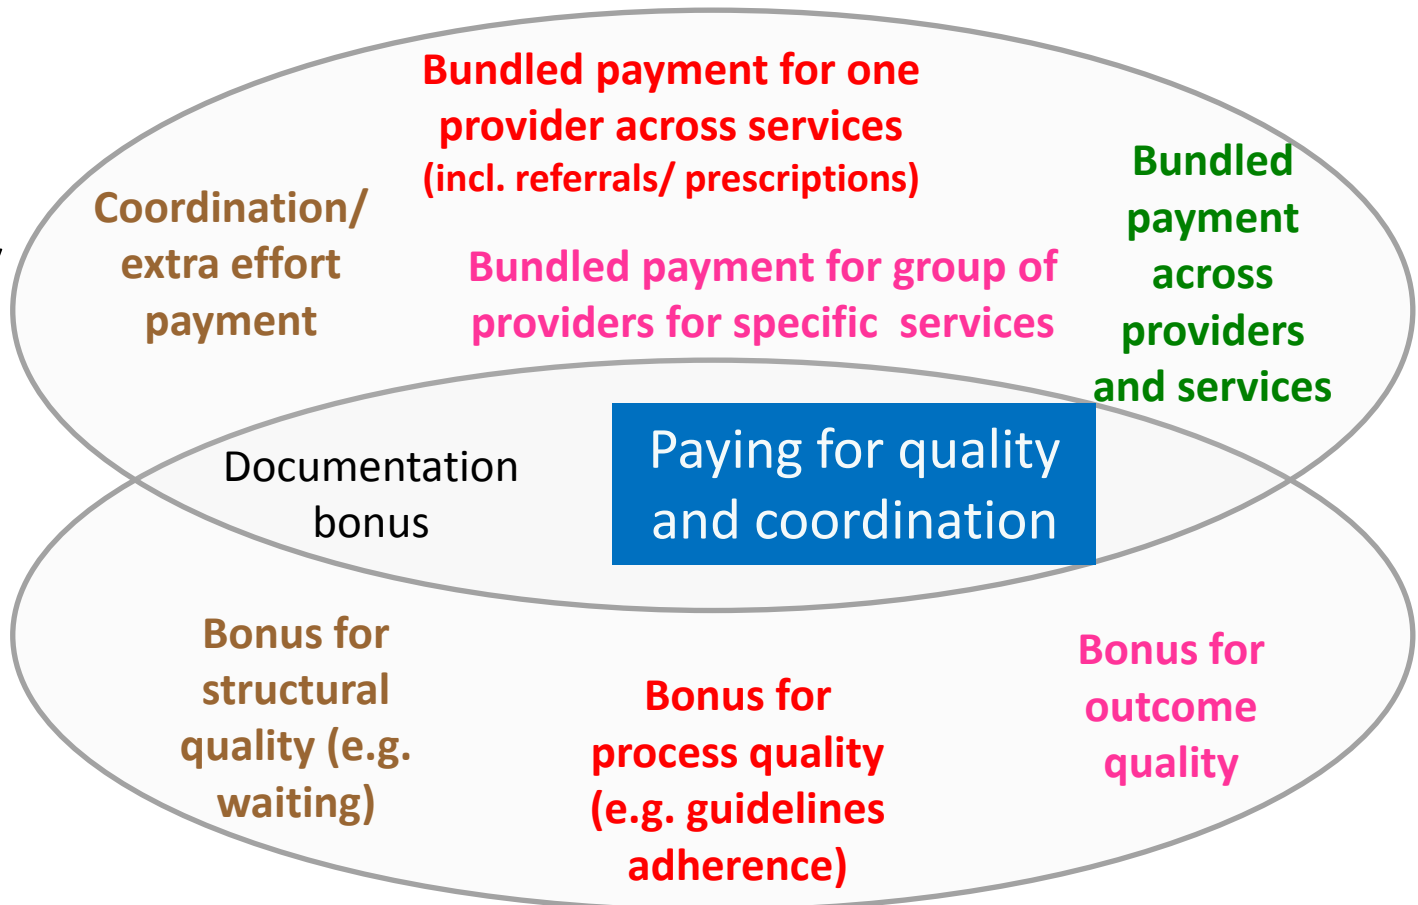 Bundled payment for one
provider across services
(incl. referrals/ prescriptions)
Coordination/
extra effort
payment
Bundled payment for group of
providers for specific  services
Bundled
payment
across
providers
and services
Documentation
bonus
Paying for quality
and coordination
Bonus for
structural
quality (e.g.
waiting)
Bonus for
process quality
(e.g. guidelines
adherence)
Bonus for
outcome
quality